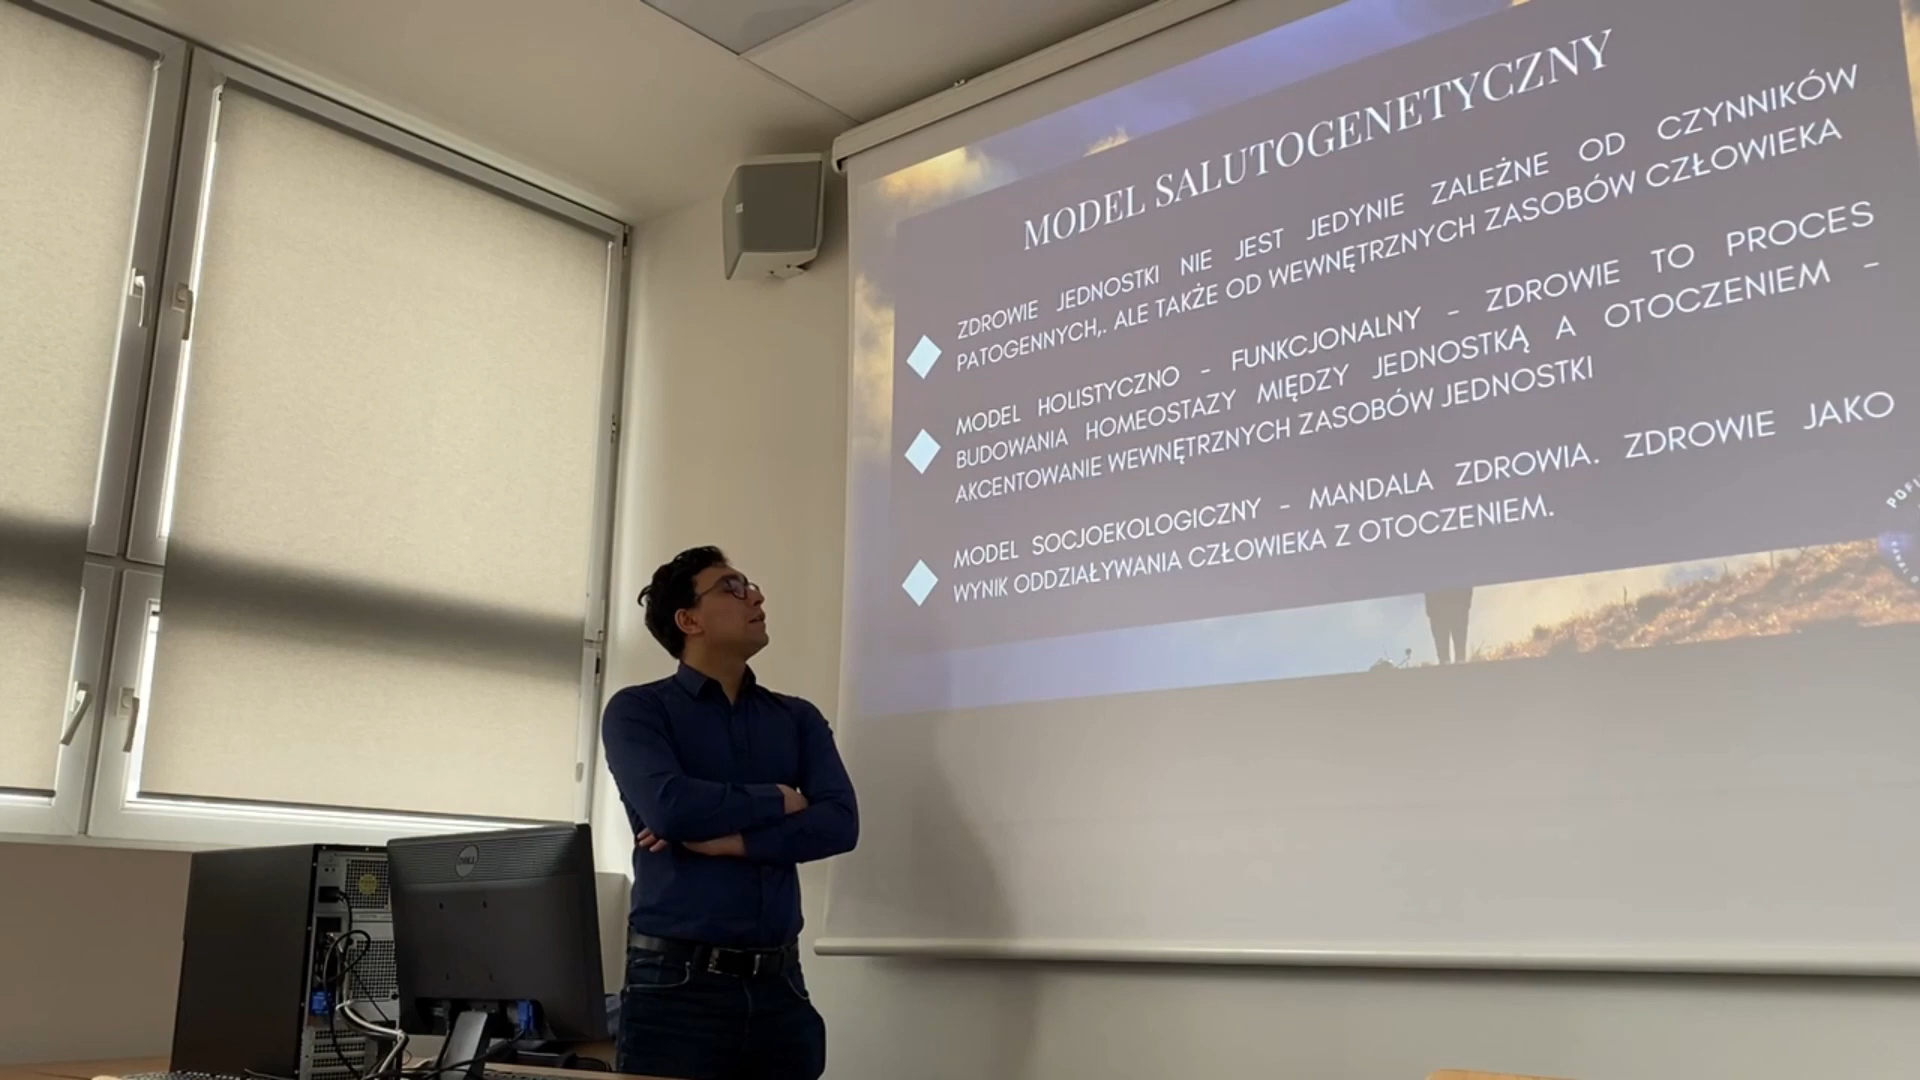 MODEL SALUTOGENETYCZNY
ZDROWIE JEDNOSTKI NIE JEST JEDYNIE ZALEŻNE OD CZYNNIKÓW
PATOGENNYCH,. ALE TAKŻE OD WEWNĘTRZNYCH ZASOBÓW CZŁOWIEKA
MODEL HOLISTYCZNO - FUNKCJONALNY - ZDROWIE TO PROCES
BUDOWANIA HOMEOSTAZY MIĘDZY JEDNOSTKĄ A OTOCZENIEM -
AKCENTOWANIE WEWNĘTRZNYCH ZASOBÓW JEDNOSTKI
MODEL SOCJOEKOLOGICZNY - MANDALA ZDROWIA. ZDROWIE JAKO
WYNIK ODDZIAŁYWANIA CZŁOWIEKA Z OTOCZENIEM.
DELL